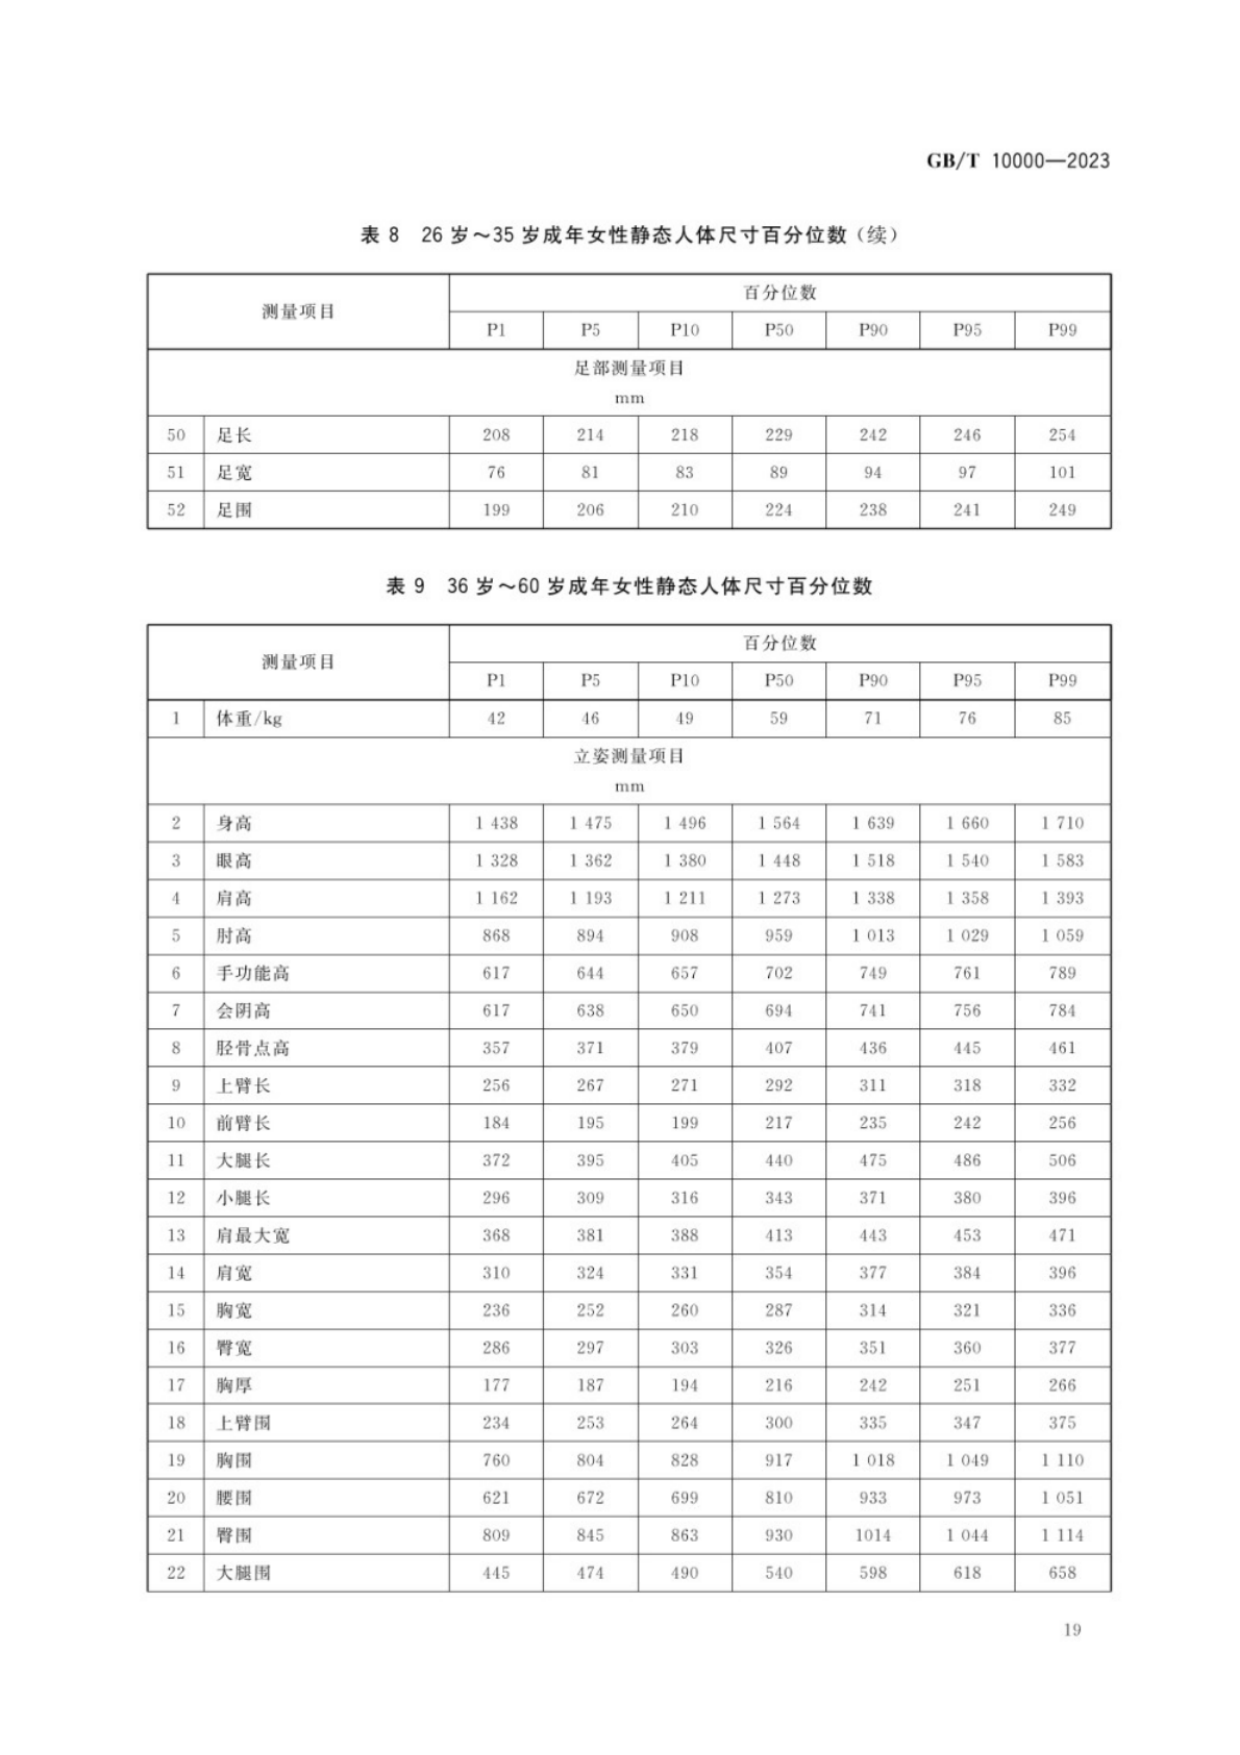 GB/T 10000—2023
表 8 26 岁～35 岁成年女性静态人体尺寸百分位数（续）
测量项目 百分位数
P1 P5 P10 P50 P90 P95 P99
足部测量项目
mm
50 足长 208 214 218 229 242 246 254
51 足宽 76 81 83 89 94 97 101
52 足围 199 206 210 224 238 241 249
表 9 36 岁～60 岁成年女性静态人体尺寸百分位数
测量项目 百分位数
P1 P5 P10 P50 P90 P95 P99
1 体重/kg 42 46 49 59 71 76 85
立姿测量项目
mm
2 身高 1 438 1 475 1 496 1 564 1 639 1 660 1 710
3 眼高 1 328 1 362 1 380 1 448 1 518 1 540 1 583
4 肩高 1 162 1 193 1 211 1 273 1 338 1 358 1 393
5 肘高 868 894 908 959 1 013 1 029 1 059
6 手功能高 617 644 657 702 749 761 789
7 会阴高 617 638 650 694 741 756 784
8 胫骨点高 357 371 379 407 436 445 461
9 上臂长 256 267 271 292 311 318 332
10 前臂长 184 195 199 217 235 242 256
11 大腿长 372 395 405 440 475 486 506
12 小腿长 296 309 316 343 371 380 396
13 肩最大宽 368 381 388 413 443 453 471
14 肩宽 310 324 331 354 377 384 396
15 胸宽 236 252 260 287 314 321 336
16 臀宽 286 297 303 326 351 360 377
17 胸厚 177 187 194 216 242 251 266
18 上臂围 234 253 264 300 335 347 375
19 胸围 760 804 828 917 1 018 1 049 1 110
20 腰围 621 672 699 810 933 973 1 051
21 臀围 809 845 863 930 1014 1 044 1 114
22 大腿围 445 474 490 540 598 618 658
19